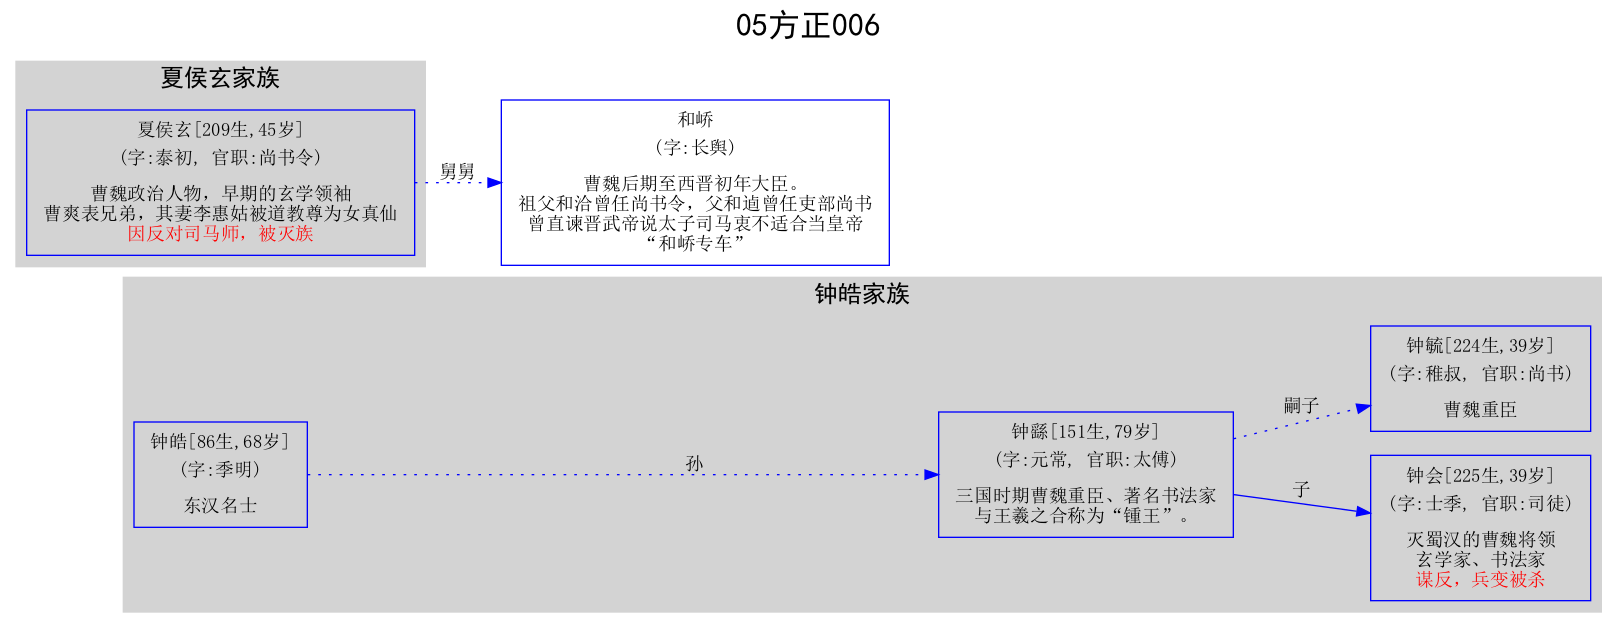 05方正006
夏侯玄家族
夏侯玄[209生,45岁]
(字:泰初, 官职:尚书令)
曹魏政治人物，早期的玄学领袖
曹爽表兄弟，其妻李惠姑被道教尊为女真仙
因反对司马师，被灭族
舅舅
和峤
(字:长舆)
曹魏后期至西晋初年大臣。
祖父和洽曾任尚书令，父和逌曾任吏部尚书
曾直谏晋武帝说太子司马衷不适合当皇帝
“和峤专车”
钟皓家族
钟皓[86生,68岁]
(字:季明)
东汉名士
孙
钟繇[151生,79岁]
(字:元常, 官职:太傅)
三国时期曹魏重臣、著名书法家
与王羲之合称为“锺王”。
嗣子
钟毓[224生,39岁]
(字:稚叔, 官职:尚书)
曹魏重臣
子
钟会[225生,39岁]
(字:士季, 官职:司徒)
灭蜀汉的曹魏将领
玄学家、书法家
谋反，兵变被杀